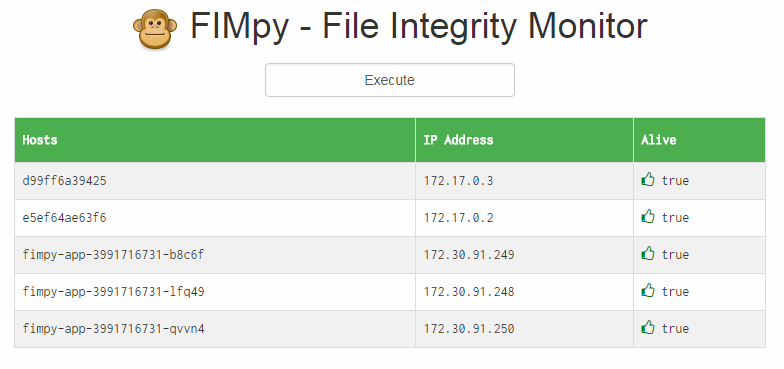 FIMpy - File Integrity Monitor
Execute
Hosts IP Address Alive
d99ff6a39425 172.17.0.3 true
e5ef64ae63f6 172.17.0.2 true
fimpy-app-3991716731-b8c6f 172.30.91.249 true
fimpy-app-3991716731-lfq49 172.30.91.248 true
fimpy-app-3991716731-qvvn4 172.30.91.250 true